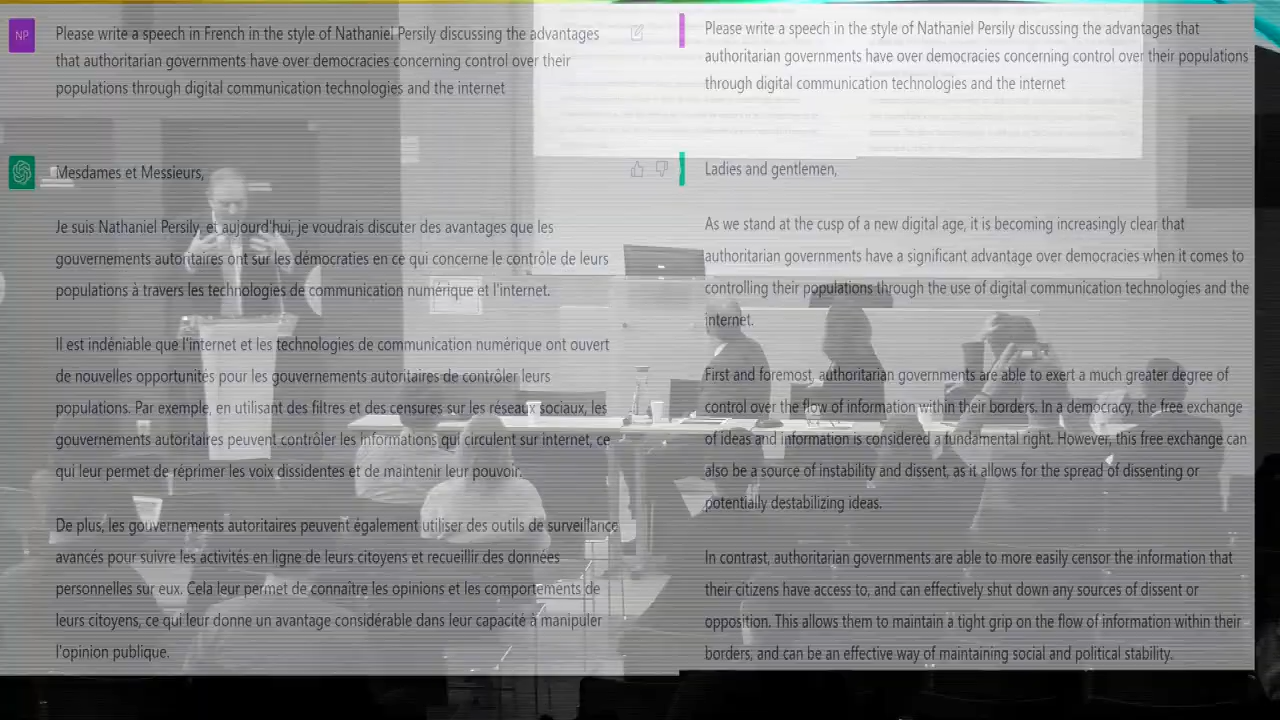 NP
Please write a speech in French in the style of Nathaniel Persily discussing the advantages
that authoritarian governments have over democracies concerning control over their
populations through digital communication technologies and the internet
Mesdames et Messieurs,
Je suis Nathaniel Persily, et aujourd'hui, je voudrais discuter des avantages que les
gouvernements autoritaires ont sur les démocraties en ce qui concerne le contrôle de leurs
populations à travers les technologies de communication numérique et l'internet.
Il est indéniable que l'internet et les technologies de communication numérique ont ouvert
de nouvelles opportunités pour les gouvernements autoritaires de contrôler leurs
populations. Par exemple, en utilisant des filtres et des censures sur les réseaux sociaux, les
gouvernements autoritaires peuvent contrôler les informations qui circulent sur internet, ce
qui leur permet de réprimer les voix dissidentes et de maintenir leur pouvoir.
De plus, les gouvernements autoritaires peuvent également utiliser des outils de surveillance
avancés pour suivre les activités en ligne de leurs citoyens et recueillir des données
personnelles sur eux. Cela leur permet de connaître les opinions et les comportements de
leurs citoyens, ce qui leur donne un avantage considérable dans leur capacité à manipuler
l'opinion publique.
Please write a speech in the style of Nathaniel Persily discussing the advantages that
authoritarian governments have over democracies concerning control over their populations
through digital communication technologies and the internet
Ladies and gentlemen,
As we stand at the cusp of a new digital age, it is becoming increasingly clear that
authoritarian governments have a significant advantage over democracies when it comes to
controlling their populations through the use of digital communication technologies and the
internet.
First and foremost, authoritarian governments are able to exert a much greater degree of
control over the flow of information within their borders. In a democracy, the free exchange
of ideas and information is considered a fundamental right. However, this free exchange can
also be a source of instability and dissent, as it allows for the spread of dissenting or
potentially destabilizing ideas.
In contrast, authoritarian governments are able to more easily censor the information that
their citizens have access to, and can effectively shut down any sources of dissent or
opposition. This allows them to maintain a tight grip on the flow of information within their
borders, and can be an effective way of maintaining social and political stability.